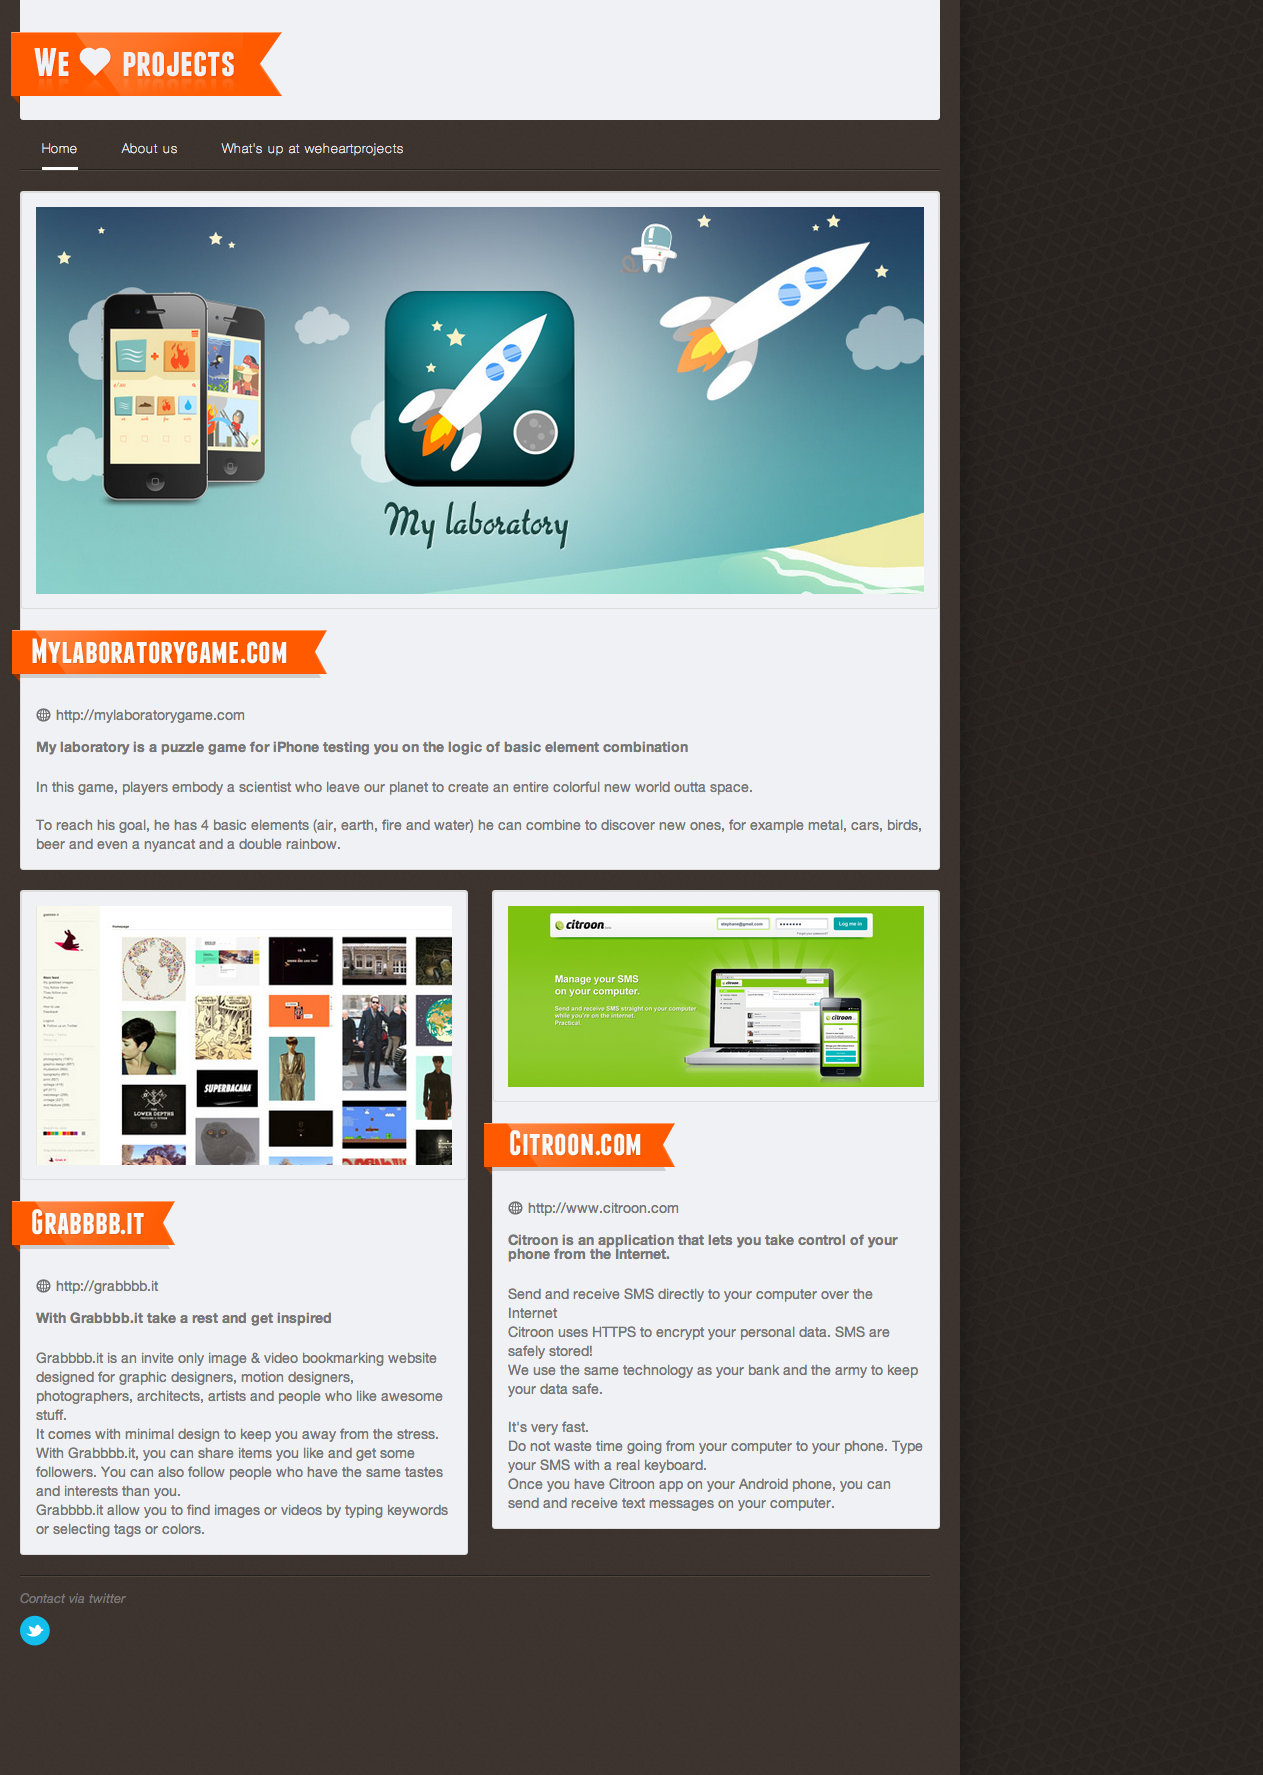 We ♥ projects
Home
About us
What's up at weheartprojects
My laboratory
Mylaboratorygame.com
http://mylaboratorygame.com
My laboratory is a puzzle game for iPhone testing you on the logic of basic element combination
In this game, players embody a scientist who leave our planet to create an entire colorful new world outta space.
To reach his goal, he has 4 basic elements (air, earth, fire and water) he can combine to discover new ones, for example metal, cars, birds,
beer and even a nyancat and a double rainbow.
grabbbb.it
Homepage
SUPERBACANA
LOWER DEPTHS
Grabbbb.it
http://grabbbb.it
With Grabbbb.it take a rest and get inspired
Grabbbb.it is an invite only image & video bookmarking website
designed for graphic designers, motion designers,
photographers, architects, artists and people who like awesome
stuff.
It comes with minimal design to keep you away from the stress.
With Grabbbb.it, you can share items you like and get some
followers. You can also follow people who have the same tastes
and interests than you.
Grabbbb.it allow you to find images or videos by typing keywords
or selecting tags or colors.
citroon
stephane@gmail.com
Log me in
Forgot your password?
Manage your SMS
on your computer.
Send and receive SMS straight on your computer
while you're on the internet.
Practical.
citroon
citroon
Citroon.com
http://www.citroon.com
Citroon is an application that lets you take control of your
phone from the Internet.
Send and receive SMS directly to your computer over the
Internet
Citroon uses HTTPS to encrypt your personal data. SMS are
safely stored!
We use the same technology as your bank and the army to keep
your data safe.
It's very fast.
Do not waste time going from your computer to your phone. Type
your SMS with a real keyboard.
Once you have Citroon app on your Android phone, you can
send and receive text messages on your computer.
Contact via twitter